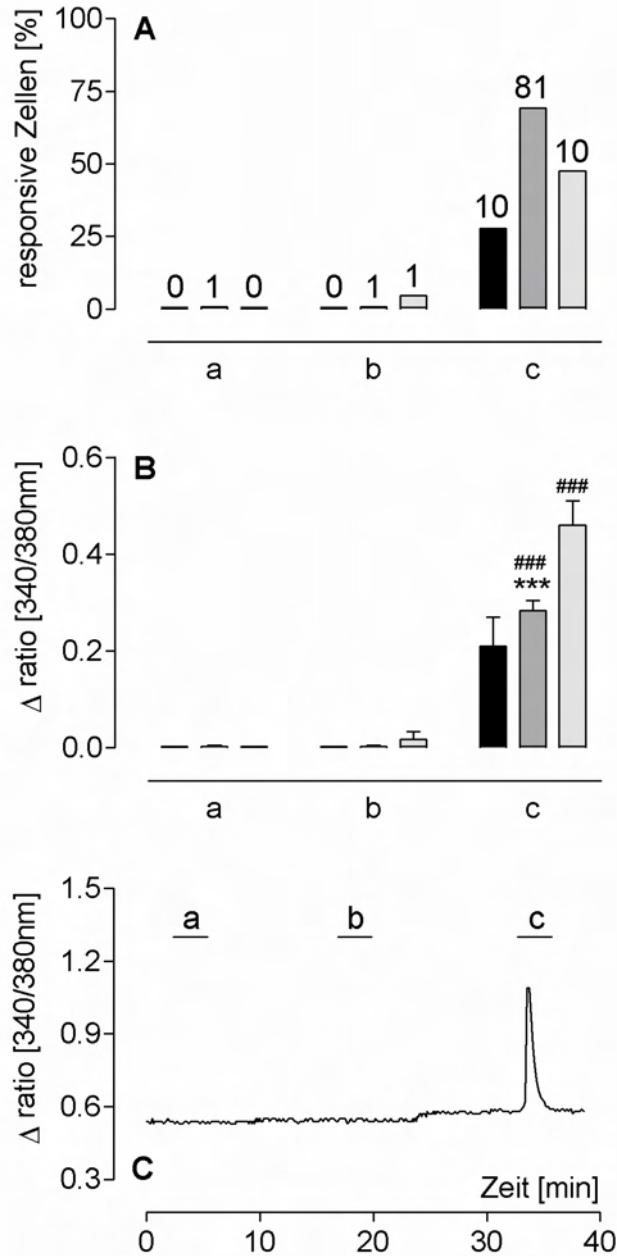 responsive Zellen [%]
100
75
50
25
0
A
0 1 0
0 1 1
10 81 10
a b c
Δ ratio [340/380nm]
0.6
0.4
0.2
0.0
B
###
***
###
a b c
Δ ratio [340/380nm]
1.5
1.2
0.9
0.6
0.3
a b c
C
Zeit [min]
0 10 20 30 40